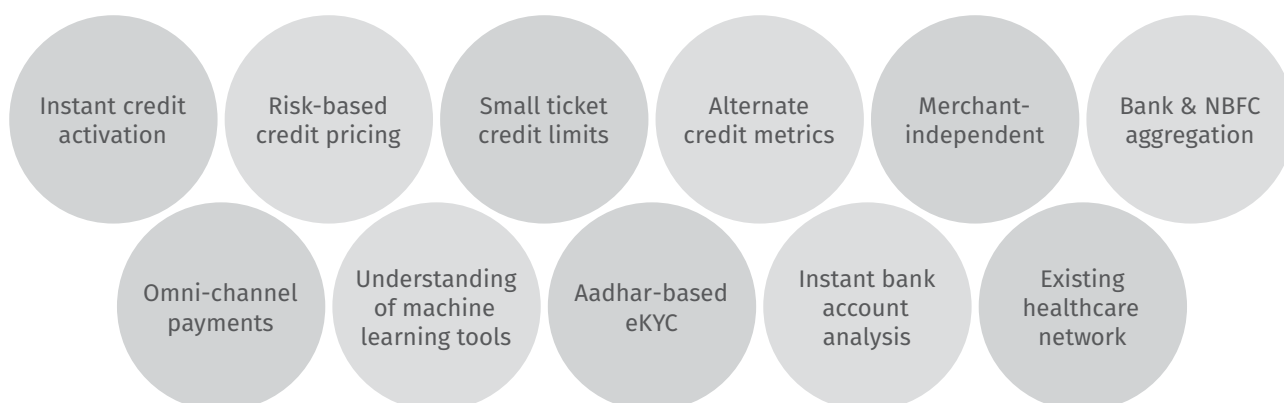 Instant credit
activation
Risk-based
credit pricing
Small ticket
credit limits
Alternate
credit metrics
Merchant-
independent
Bank & NBFC
aggregation
Omni-channel
payments
Understanding
of machine
learning tools
Aadhar-based
eKYC
Instant bank
account
analysis
Existing
healthcare
network